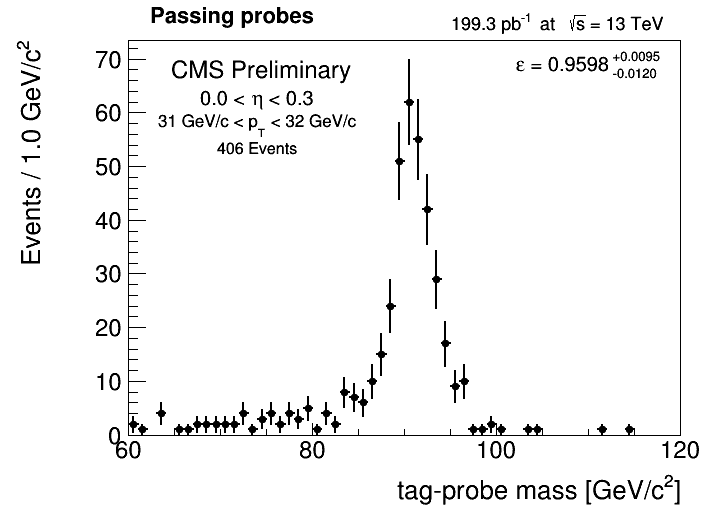 Passing probes
199.3 pb⁻¹ at √s = 13 TeV
CMS Preliminary
0.0 < η < 0.3
31 GeV/c < p_T < 32 GeV/c
406 Events
ε = 0.9598 +0.0095 -0.0120
Events / 1.0 GeV/c²
70
60
50
40
30
20
10
0
60 80 100 120
tag-probe mass [GeV/c²]